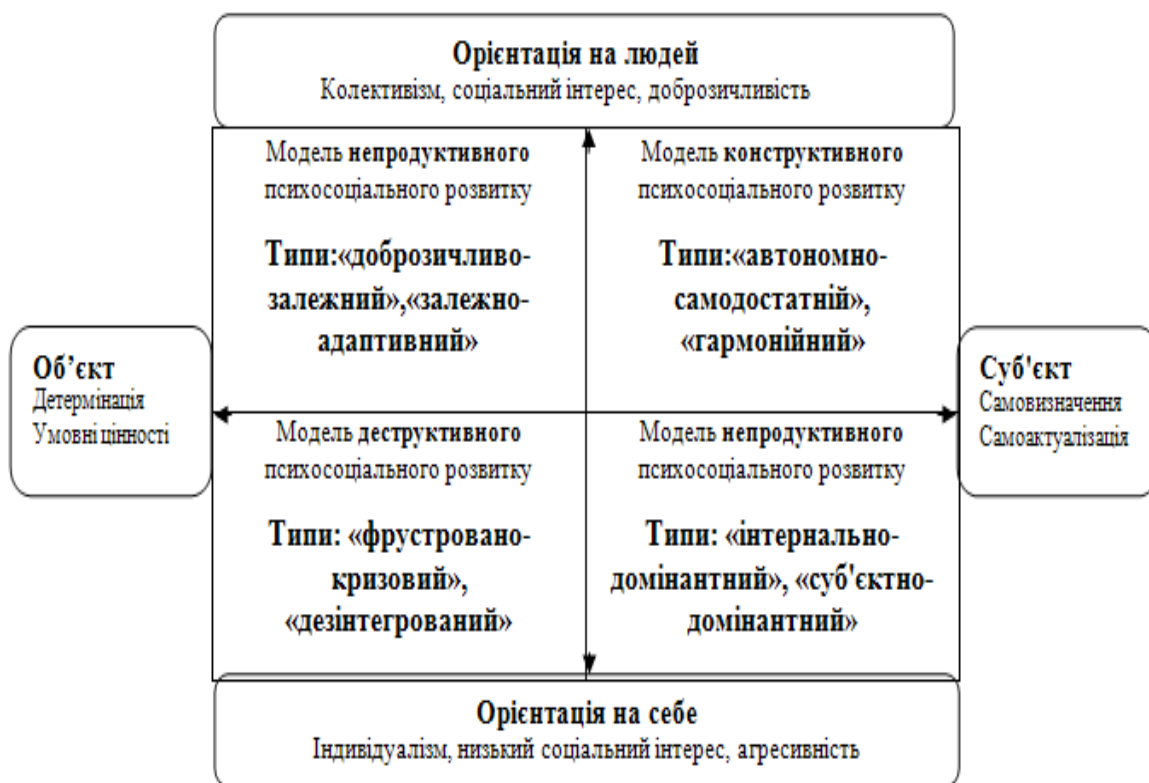 Орієнтація на людей
Колективізм, соціальний інтерес, доброзичливість
Модель непродуктивного
психосоціального розвитку
Типи:«доброзичливо-
залежний»,«залежно-
адаптивний»
Модель конструктивного
психосоціального розвитку
Типи:«автономно-
самодостатній»,
«гармонійний»
Об’єкт
Детермінація
Умовні цінності
Суб'єкт
Самовизначення
Самоактуалізація
Модель деструктивного
психосоціального розвитку
Типи: «фрустровано-
кризовий»,
«дезінтегрований»
Модель непродуктивного
психосоціального розвитку
Типи: «інтернально-
домінантний», «суб'єктно-
домінантний»
Орієнтація на себе
Індивідуалізм, низький соціальний інтерес, агресивність